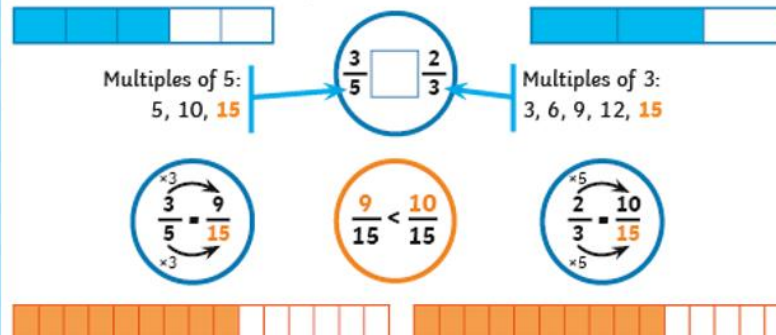 3/5 2/3
Multiples of 5:
5, 10, 15
Multiples of 3:
3, 6, 9, 12, 15
×3
3/5 = 9/15
×3
9/15 < 10/15
×5
2/3 = 10/15
×5